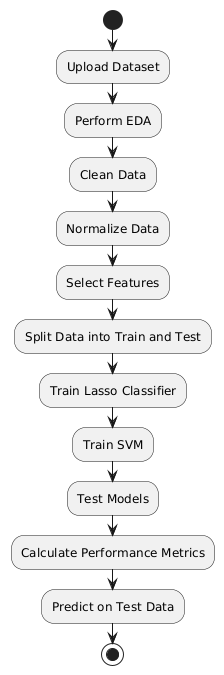 Upload Dataset
Perform EDA
Clean Data
Normalize Data
Select Features
Split Data into Train and Test
Train Lasso Classifier
Train SVM
Test Models
Calculate Performance Metrics
Predict on Test Data